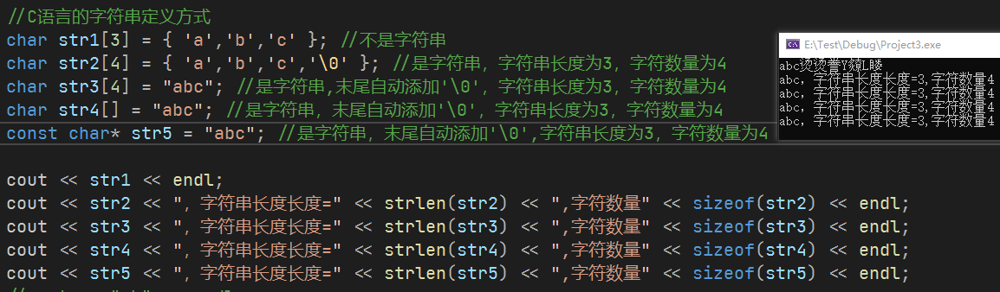 //C语言的字符串定义方式
char str1[3] = { 'a','b','c' }; //不是字符串
char str2[4] = { 'a','b','c','\0' }; //是字符串，字符串长度为3，字符数量为4
char str3[4] = "abc"; //是字符串,末尾自动添加'\0'，字符串长度为3，字符数量为4
char str4[] = "abc"; //是字符串，末尾自动添加'\0'，字符串长度为3，字符数量为4
const char* str5 = "abc"; //是字符串，末尾自动添加'\0',字符串长度为3，字符数量为4
cout << str1 << endl;
cout << str2 << "，字符串长度长度=" << strlen(str2) << ",字符数量" << sizeof(str2) << endl;
cout << str3 << "，字符串长度长度=" << strlen(str3) << ",字符数量" << sizeof(str3) << endl;
cout << str4 << "，字符串长度长度=" << strlen(str4) << ",字符数量" << sizeof(str4) << endl;
cout << str5 << "，字符串长度长度=" << strlen(str5) << ",字符数量" << sizeof(str5) << endl;
E:\Test\Debug\Project3.exe
abc烫烫
abc，字符串长度长度=3,字符数量4
abc，字符串长度长度=3,字符数量4
abc，字符串长度长度=3,字符数量4
abc，字符串长度长度=3,字符数量4